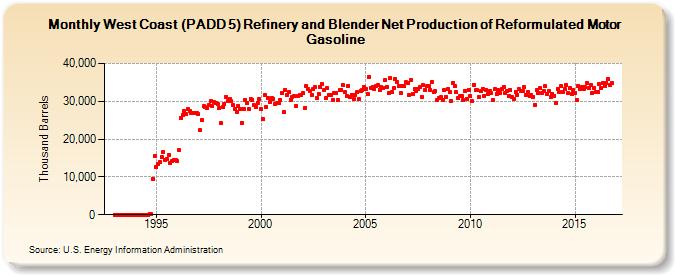 Monthly West Coast (PADD 5) Refinery and Blender Net Production of Reformulated Motor
Gasoline
Thousand Barrels
40,000
30,000
20,000
10,000
0
1995
2000
2005
2010
2015
Source: U.S. Energy Information Administration